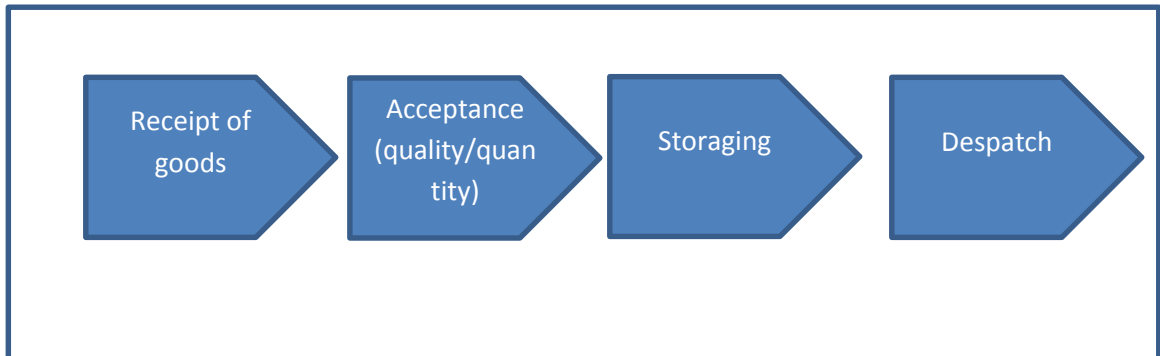 Receipt of
goods
Acceptance
(quality/quan
tity)
Storaging
Despatch